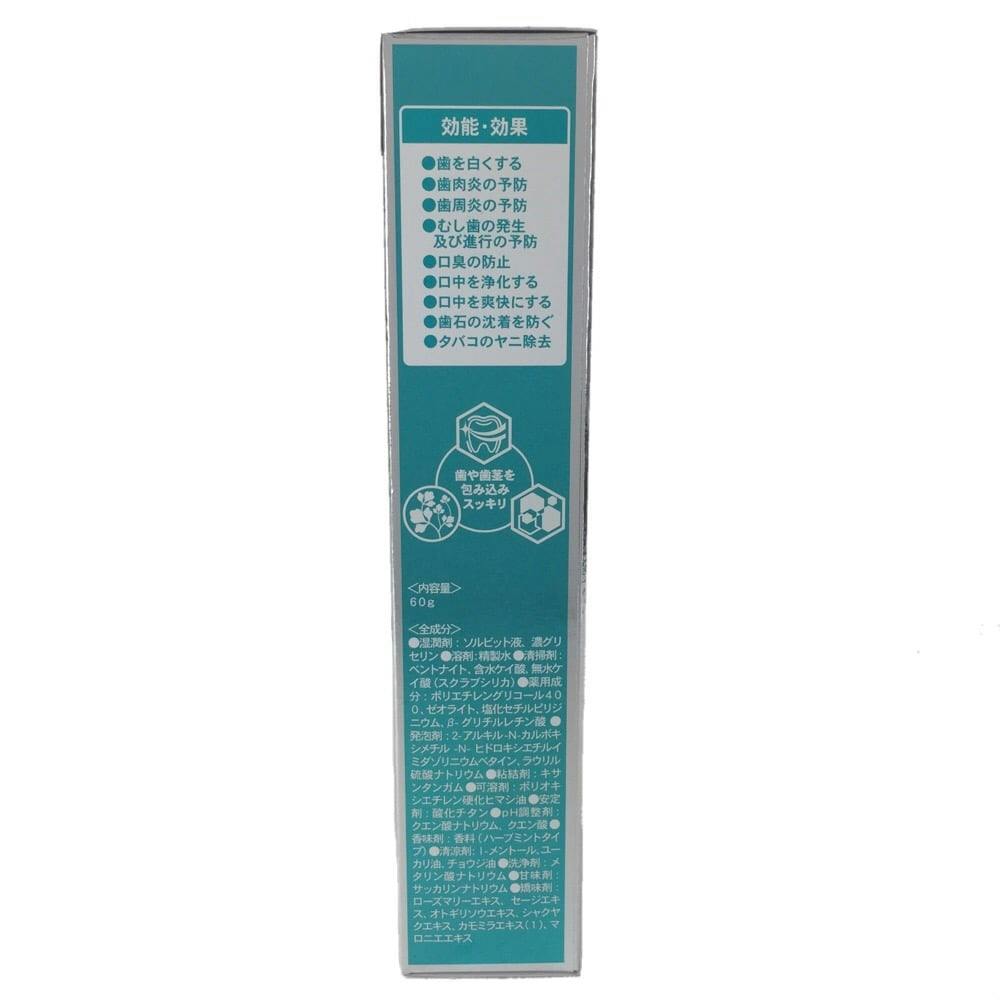 効能・効果
●歯を白くする
●歯肉炎の予防
●歯周炎の予防
●むし歯の発生
及び進行の予防
●口臭の防止
●口中を浄化する
●口中を爽快にする
●歯石の沈着を防ぐ
●タバコのヤニ除去
歯や歯茎を
包み込み
スッキリ
＜内容量＞
60g
＜全成分＞
●湿潤剤：ソルビット液、濃グリ
セリン●溶剤：精製水●清掃剤：
ベントナイト、含水ケイ酸、無水ケ
イ酸（スクラブシリカ）●薬用成
分：ポリエチレングリコール４０
０、ゼオライト、塩化セチルピリジ
ニウム、β-グリチルレチン酸●
発泡剤：2-アルキル-N-カルボキ
シメチル-N-ヒドロキシエチルイ
ミダゾリニウムベタイン、ラウリル
硫酸ナトリウム●粘結剤：キサ
ンタンガム●可溶剤：ポリオキ
シエチレン硬化ヒマシ油●安定
剤：酸化チタン●pH調整剤：
クエン酸ナトリウム、クエン酸●
香味剤：香料（ハーブミントタイ
プ）●清涼剤：l-メントール、ユー
カリ油、チョウジ油●洗浄剤：メ
タリン酸ナトリウム●甘味剤：
サッカリンナトリウム●矯味剤：
ローズマリーエキス、セージエキ
ス、オトギリソウエキス、シャクヤ
クエキス、カモミラエキス（1）、マ
ロニエエキス